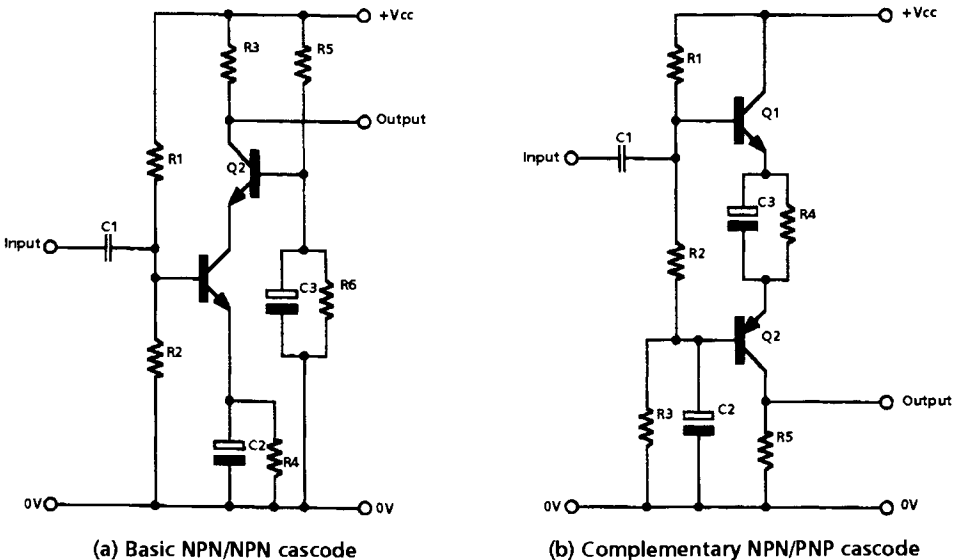 +Vcc
R3
R5
Output
R1
Q2
C1
Input
C3
R6
R2
C2
R4
0V
0V
(a) Basic NPN/NPN cascode
+Vcc
R1
Q1
C1
Input
C3
R4
R2
Q2
R3
C2
Output
R5
0V
0V
(b) Complementary NPN/PNP cascode